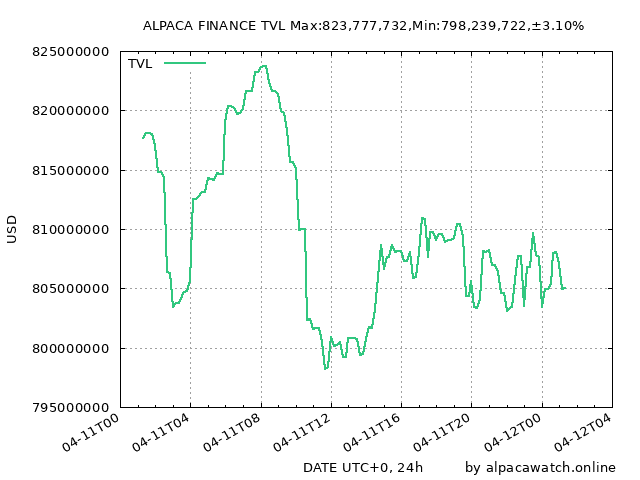 ALPACA FINANCE TVL Max:823,777,732,Min:798,239,722,±3.10%
825000000
TVL
820000000
815000000
810000000
805000000
800000000
795000000
USD
04-11T00
04-11T04
04-11T08
04-11T12
04-11T16
04-11T20
04-12T00
04-12T04
DATE UTC+0, 24h
by alpacawatch.online